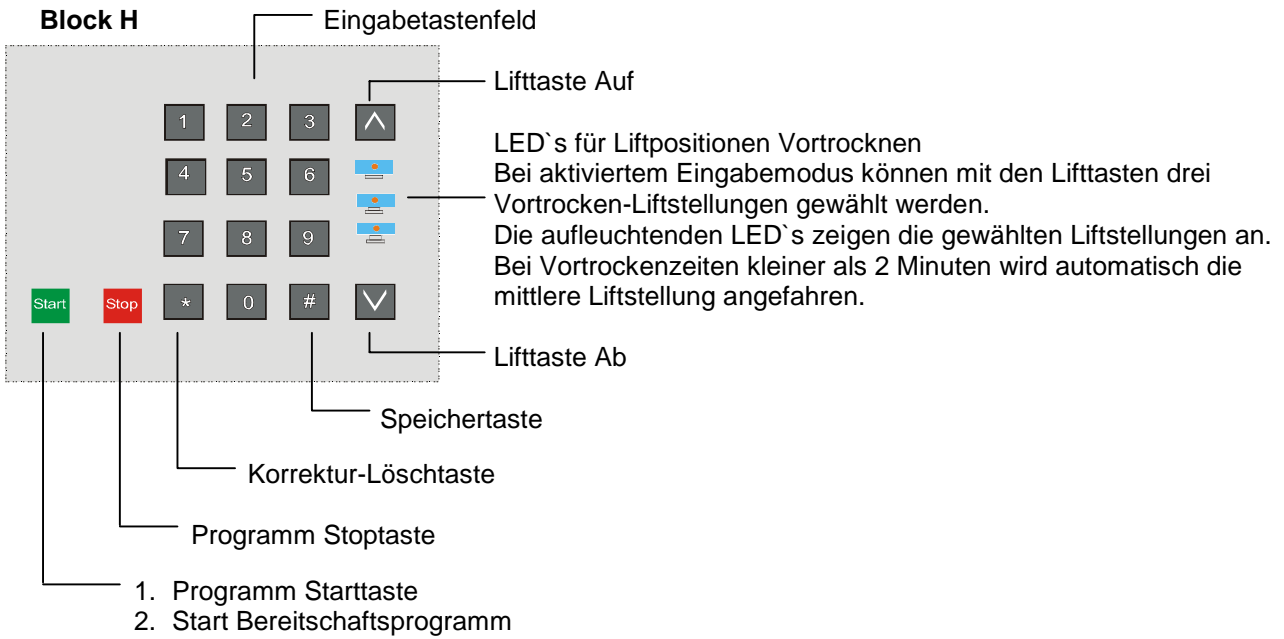 Block H
Eingabetastenfeld
Lifttaste Auf
1 2 3
LED`s für Liftpositionen Vortrocknen
Bei aktiviertem Eingabemodus können mit den Lifttasten drei
4 5 6
Vortrocken-Liftstellungen gewählt werden.
Die aufleuchtenden LED`s zeigen die gewählten Liftstellungen an.
7 8 9
Bei Vortrockenzeiten kleiner als 2 Minuten wird automatisch die
mittlere Liftstellung angefahren.
Start Stop * 0 #
Lifttaste Ab
Speichertaste
Korrektur-Löschtaste
Programm Stoptaste
1. Programm Starttaste
2. Start Bereitschaftsprogramm